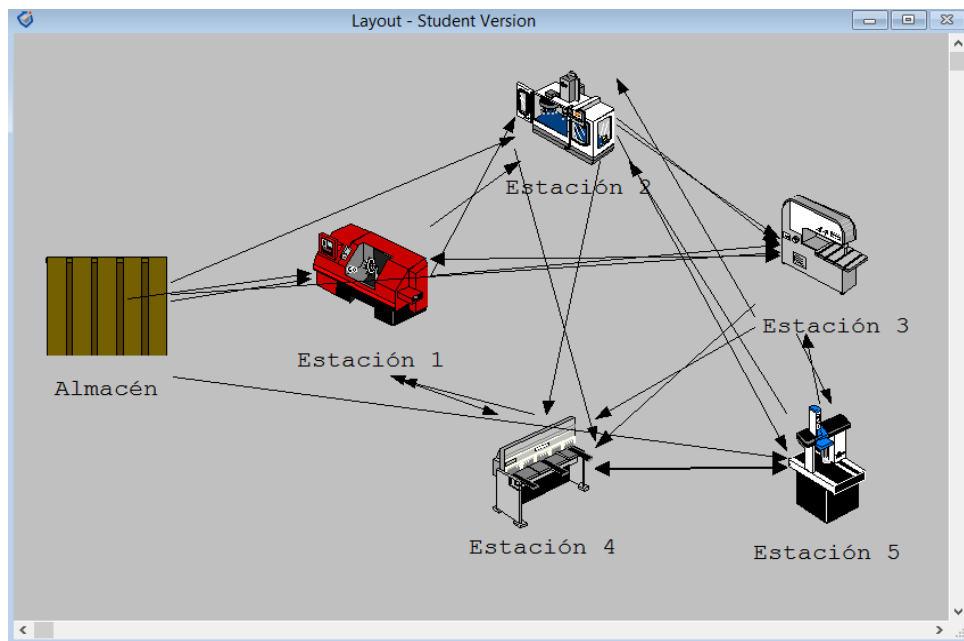 Layout - Student Version
Estación 2
Estación 3
Estación 1
Almacén
Estación 4
Estación 5